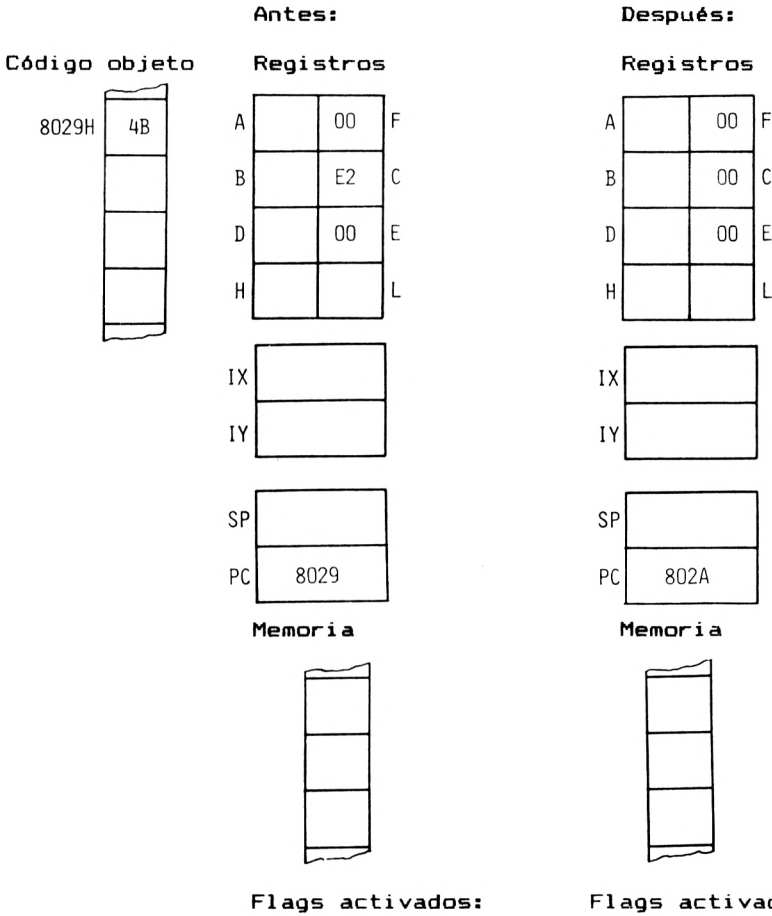 Antes: Después:
Código objeto Registros Registros
8029H 4B A 00 F A 00 F
B E2 C B 00 C
D 00 E D 00 E
H L H L
IX IX
IY IY
SP SP
PC 8029 PC 802A
Memoria Memoria
Flags activados: Flags